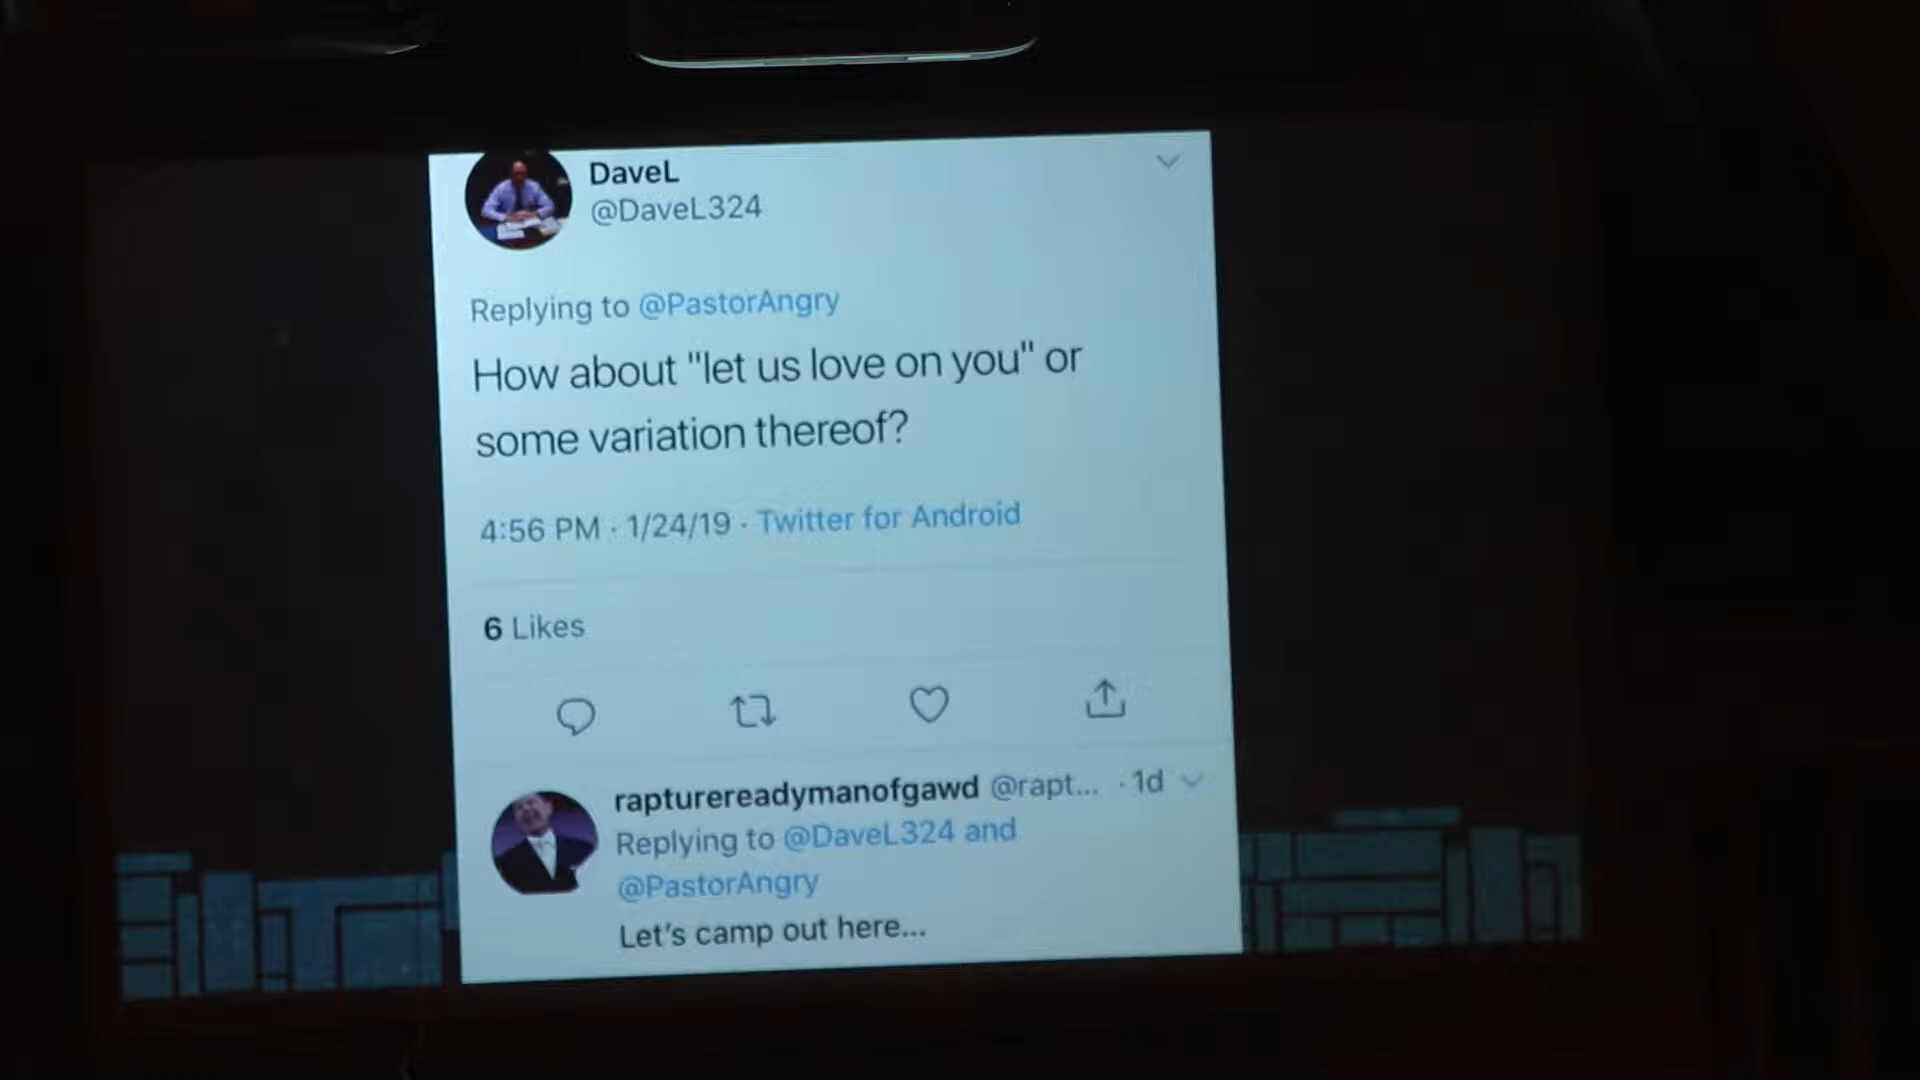 DaveL
@DaveL324
Replying to @PastorAngry
How about "let us love on you" or
some variation thereof?
4:56 PM · 1/24/19 · Twitter for Android
6 Likes
rapturereadymanofgawd @rapt... · 1d
Replying to @DaveL324 and
@PastorAngry
Let's camp out here...